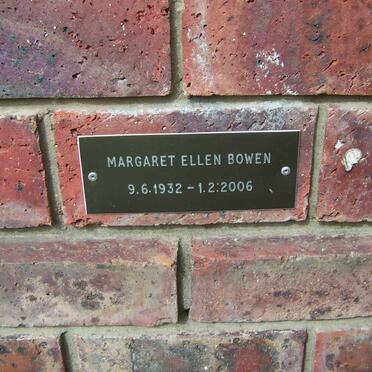 MARGARET ELLEN BOWEN
9.6.1932 - 1.2:2006